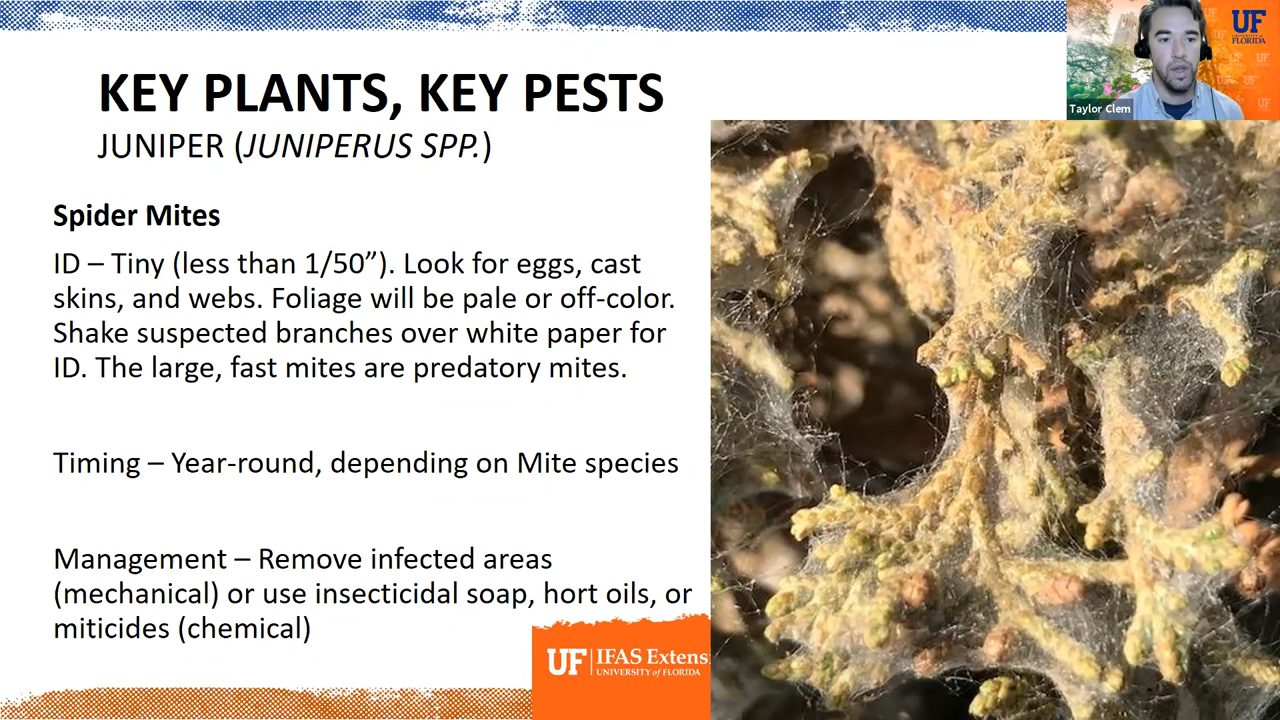 KEY PLANTS, KEY PESTS
JUNIPER (JUNIPERUS SPP.)
Spider Mites
ID – Tiny (less than 1/50”). Look for eggs, cast
skins, and webs. Foliage will be pale or off-color.
Shake suspected branches over white paper for
ID. The large, fast mites are predatory mites.
Timing – Year-round, depending on Mite species
Management – Remove infected areas
(mechanical) or use insecticidal soap, hort oils, or
miticides (chemical)
UF IFAS Extensi
UNIVERSITY of FLORIDA
Taylor Clem
UF
UNIVERSITY of
FLORIDA